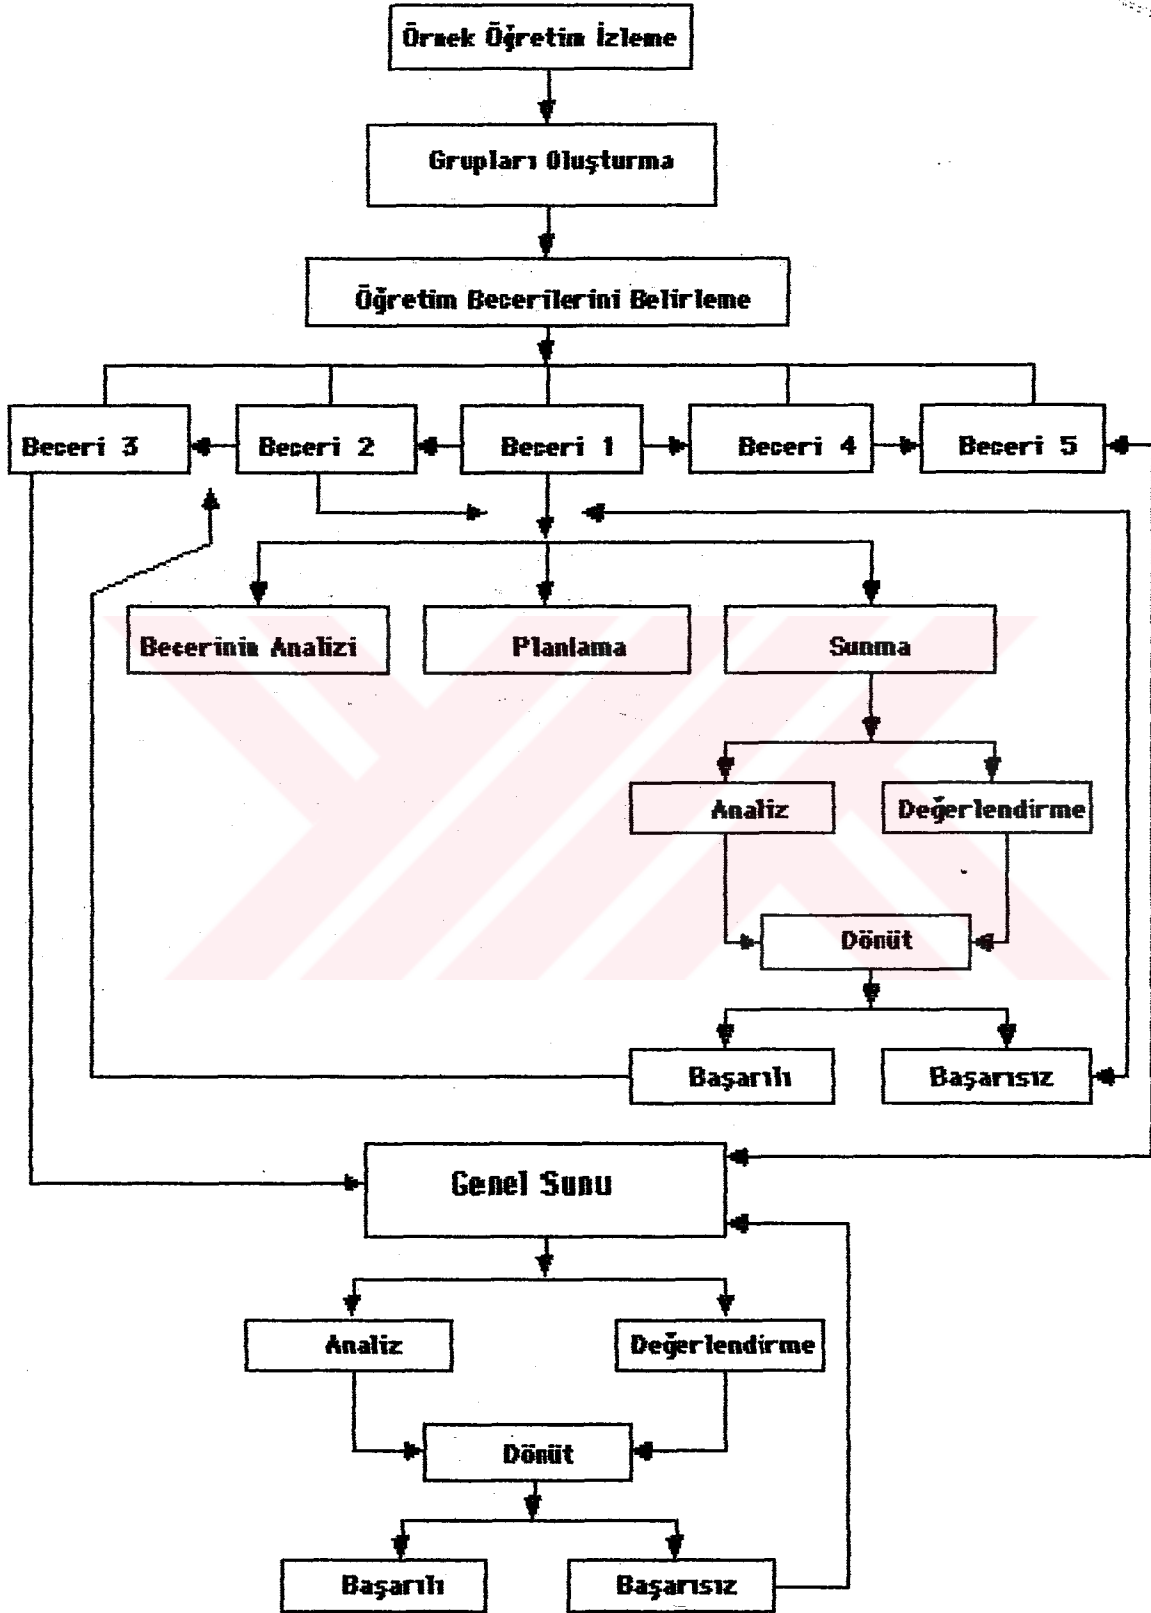 Örnek Öğretim İzleme
Grupları Oluşturma
Öğretim Becerilerini Belirleme
Beceri 3
Beceri 2
Beceri 1
Beceri 4
Beceri 5
Becerinin Analizi
Planlama
Sunma
Analiz
Değerlendirme
Dönüt
Başarılı
Başarısız
Genel Sunu
Analiz
Değerlendirme
Dönüt
Başarılı
Başarısız